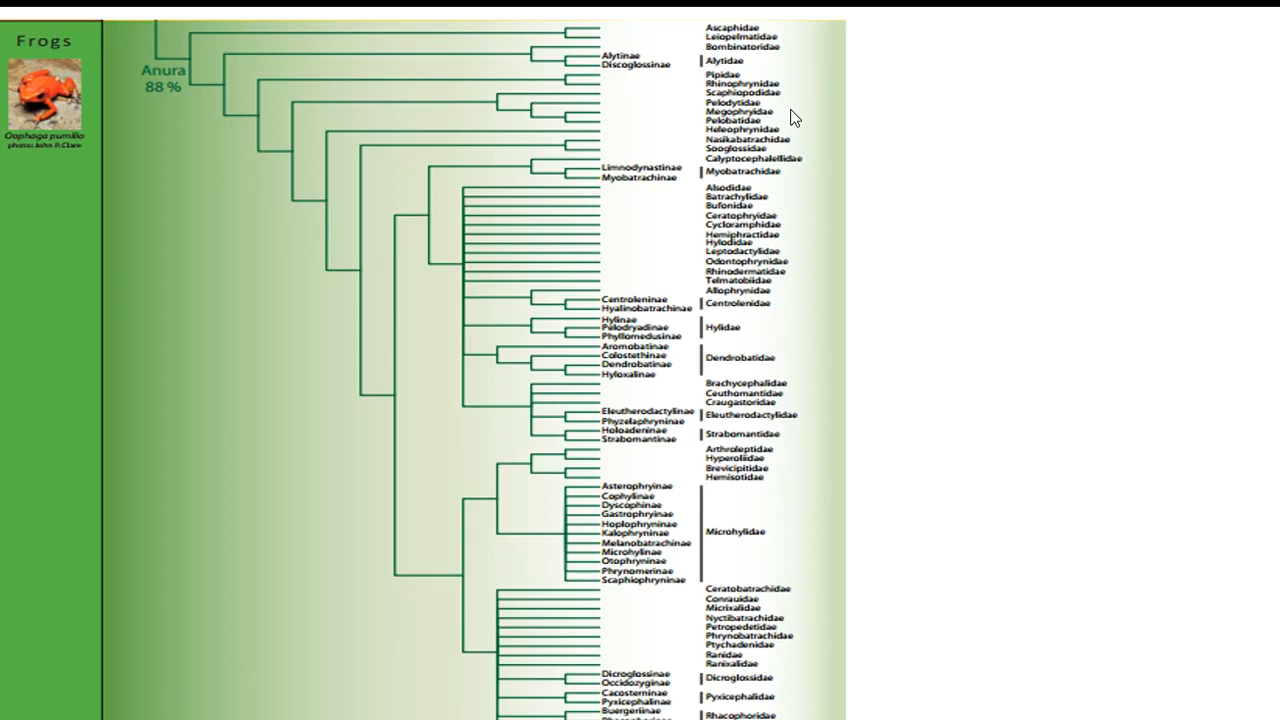 Frogs
Oophaga pumilio
photo: John P. Clare
Anura
88 %
Ascaphidae
Leiopelmatidae
Bombinatoridae
Alytinae
Discoglossinae
Alytidae
Pipidae
Rhinophrynidae
Scaphiopodidae
Pelodytidae
Megophryidae
Pelobatidae
Heleophrynidae
Nasikabatrachidae
Sooglossidae
Calyptocephalellidae
Limnodynastinae
Myobatrachinae
Myobatrachidae
Alsodidae
Batrachylidae
Bufonidae
Ceratophryidae
Cycloramphidae
Hemiphractidae
Hylodidae
Leptodactylidae
Odontophrynidae
Rhinodermatidae
Telmatobiidae
Allophrynidae
Centroleninae
Hyalinobatrachinae
Centrolenidae
Hylinae
Pelodryadinae
Phyllomedusinae
Hylidae
Aromobatinae
Colostethinae
Dendrobatinae
Hyloxalinae
Dendrobatidae
Brachycephalidae
Ceuthomantidae
Craugastoridae
Eleutherodactylinae
Phyzelaphryninae
Eleutherodactylidae
Holoadeninae
Strabomantinae
Strabomantidae
Arthroleptidae
Hyperoliidae
Brevicipitidae
Hemisotidae
Asterophryinae
Cophylinae
Dyscophinae
Gastrophryinae
Hoplophryninae
Kalophryninae
Melanobatrachinae
Microhylinae
Otophryninae
Phrynomerinae
Scaphiophryninae
Microhylidae
Ceratobatrachidae
Conrauidae
Micrixalidae
Nyctibatrachidae
Petropedetidae
Phrynobatrachidae
Ptychadenidae
Ranidae
Ranixalidae
Dicroglossinae
Occidozyginae
Dicroglossidae
Cacosterninae
Pyxicephalinae
Pyxicephalidae
Buergeriinae
Rhacophoridae